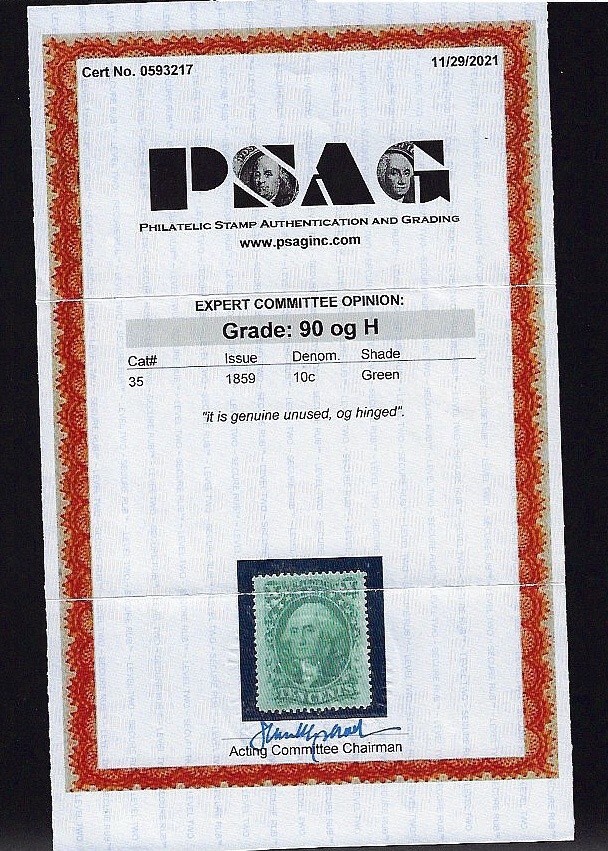 Cert No. 0593217
11/29/2021
PSAG
PHILATELIC STAMP AUTHENTICATION AND GRADING
www.psaginc.com
EXPERT COMMITTEE OPINION:
Grade: 90 og H
Cat# Issue Denom. Shade
35 1859 10c Green
"it is genuine unused, og hinged".
TEN CENTS
Acting Committee Chairman